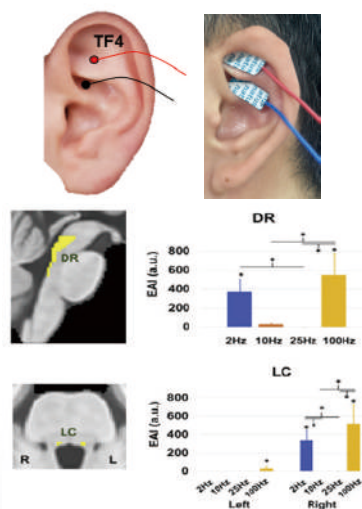 TF4
DR
DR
EAI (a.u.)
800
600
400
200
0
2Hz 10Hz 25Hz 100Hz
LC
LC
R L
EAI (a.u.)
800
600
400
200
0
2Hz 10Hz 25Hz 100Hz 2Hz 10Hz 25Hz 100Hz
Left Right